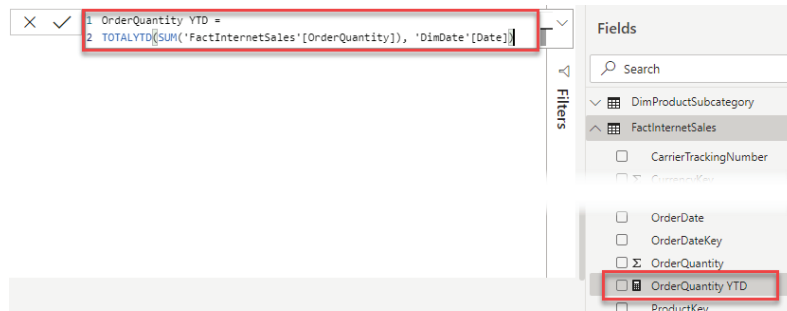 1 OrderQuantity YTD =
2 TOTALYTD(SUM('FactInternetSales'[OrderQuantity]), 'DimDate'[Date])
Filters
Fields
Search
DimProductSubcategory
FactInternetSales
CarrierTrackingNumber
Σ CurrencyKey
OrderDate
OrderDateKey
Σ OrderQuantity
OrderQuantity YTD
ProductKey